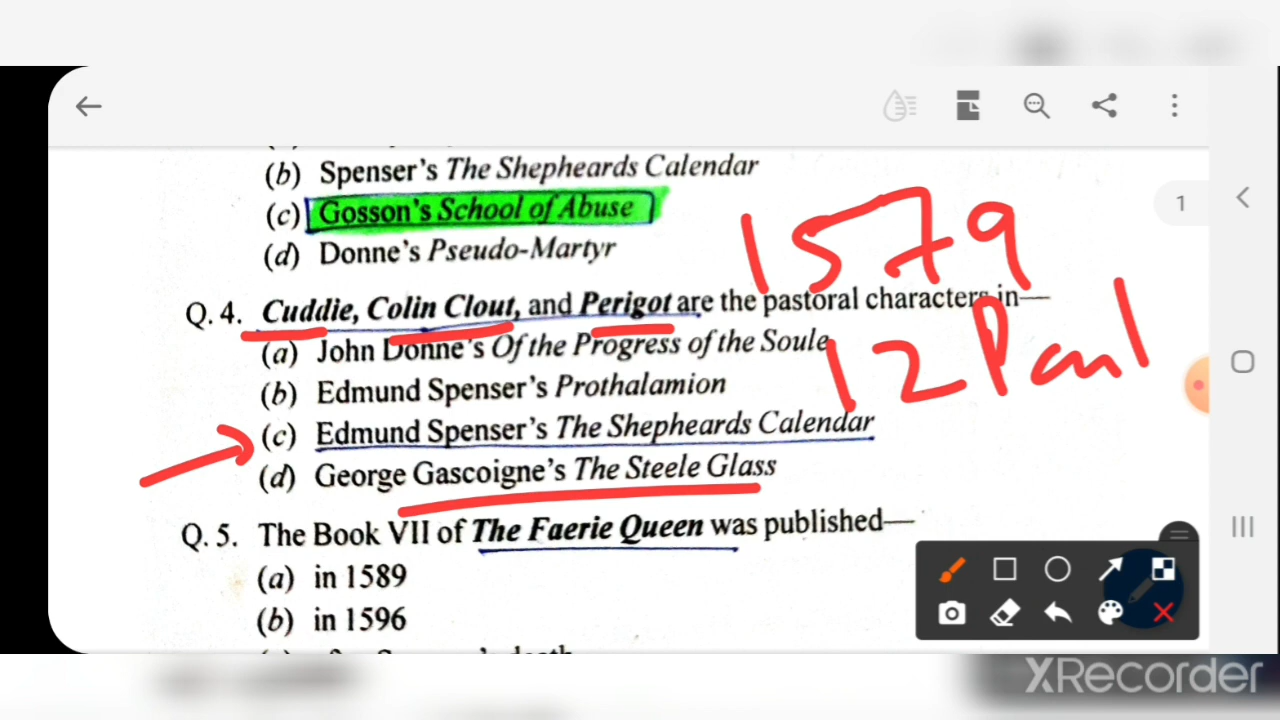 1
(b) Spenser's The Shepheards Calendar
(c) Gosson's School of Abuse
(d) Donne's Pseudo-Martyr
1579
Q. 4. Cuddie, Colin Clout, and Perigot are the pastoral characters in—
(a) John Donne's Of the Progress of the Soule
(b) Edmund Spenser's Prothalamion
12
(c) Edmund Spenser's The Shepheards Calendar
(d) George Gascoigne's The Steele Glass
Q. 5. The Book VII of The Faerie Queen was published—
(a) in 1589
(b) in 1596
XRecorder